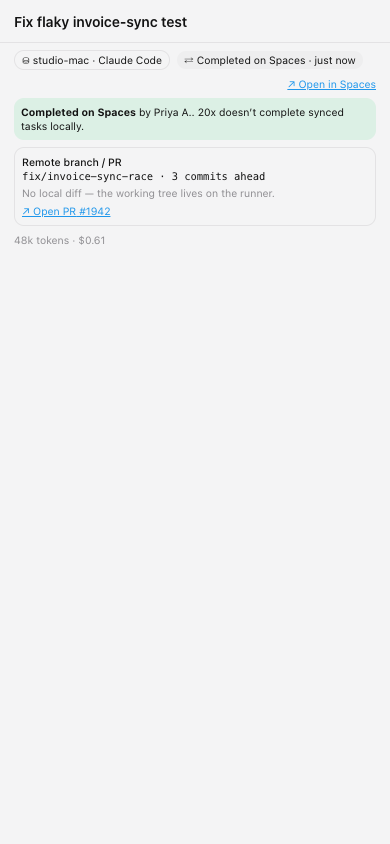 Fix flaky invoice-sync test
studio-mac · Claude Code
Completed on Spaces · just now
↗ Open in Spaces
Completed on Spaces by Priya A.. 20x doesn't complete synced
tasks locally.
Remote branch / PR
fix/invoice-sync-race · 3 commits ahead
No local diff — the working tree lives on the runner.
↗ Open PR #1942
48k tokens · $0.61